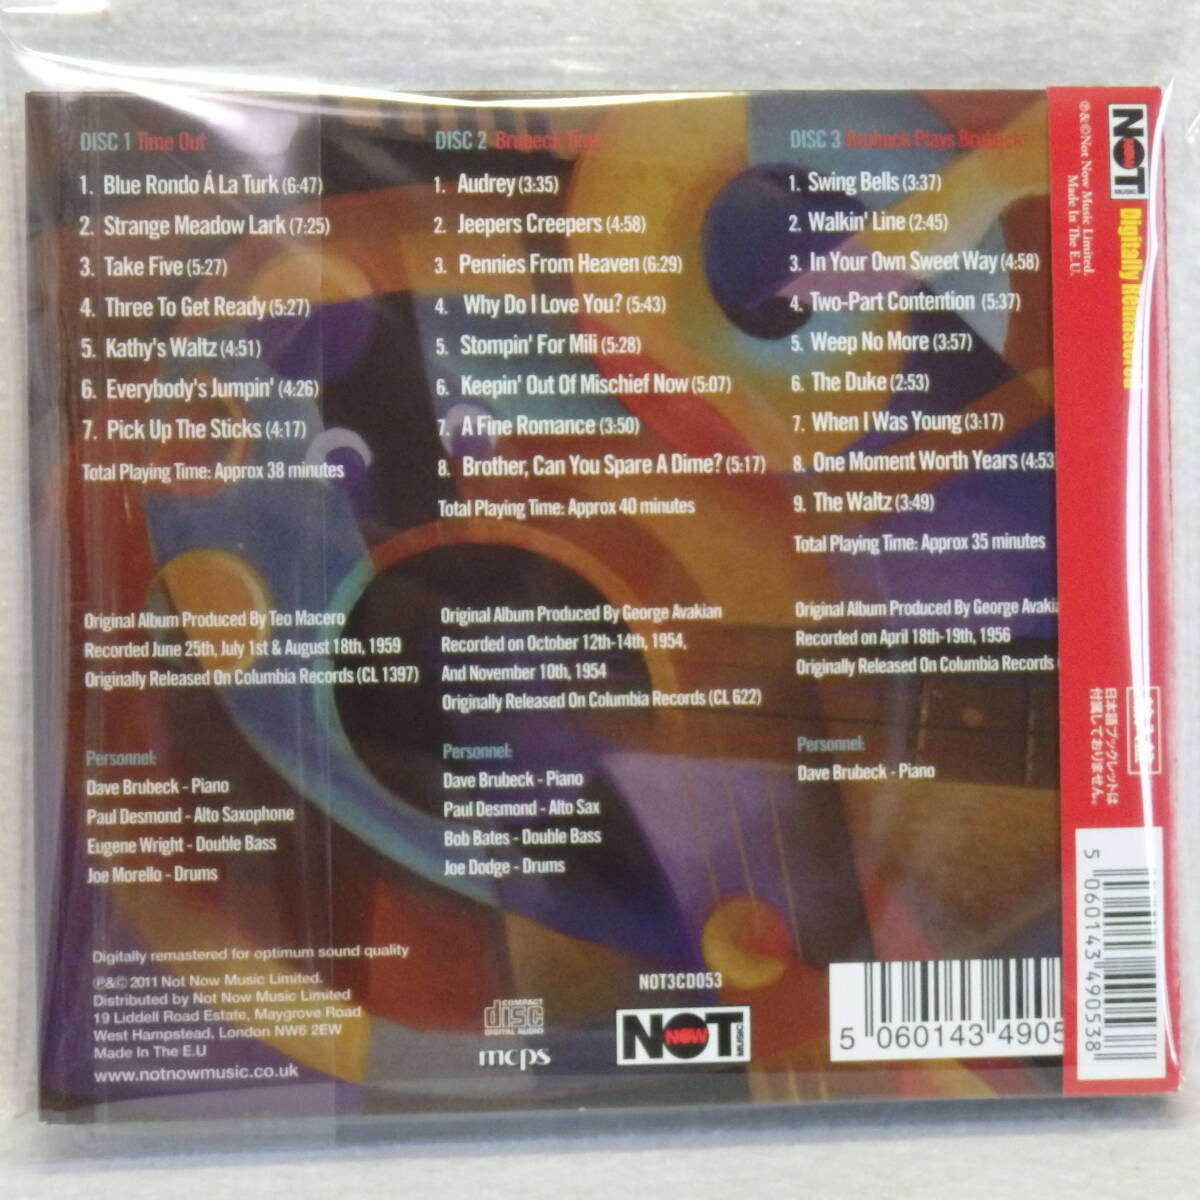 DISC 1 Time Out
1. Blue Rondo Á La Turk (6:47)
2. Strange Meadow Lark (7:25)
3. Take Five (5:27)
4. Three To Get Ready (5:27)
5. Kathy's Waltz (4:51)
6. Everybody's Jumpin' (4:26)
7. Pick Up The Sticks (4:17)
Total Playing Time: Approx 38 minutes
Original Album Produced By Teo Macero
Recorded June 25th, July 1st & August 18th, 1959
Originally Released On Columbia Records (CL 1397)
Personnel:
Dave Brubeck - Piano
Paul Desmond - Alto Saxophone
Eugene Wright - Double Bass
Joe Morello - Drums
DISC 2 Brubeck Time
1. Audrey (3:35)
2. Jeepers Creepers (4:58)
3. Pennies From Heaven (6:29)
4. Why Do I Love You? (5:43)
5. Stompin' For Mili (5:28)
6. Keepin' Out Of Mischief Now (5:07)
7. A Fine Romance (3:50)
8. Brother, Can You Spare A Dime? (5:17)
Total Playing Time: Approx 40 minutes
Original Album Produced By George Avakian
Recorded on October 12th-14th, 1954,
And November 10th, 1954
Originally Released On Columbia Records (CL 622)
Personnel:
Dave Brubeck - Piano
Paul Desmond - Alto Sax
Bob Bates - Double Bass
Joe Dodge - Drums
DISC 3 Brubeck Plays Brubeck
1. Swing Bells (3:37)
2. Walkin' Line (2:45)
3. In Your Own Sweet Way (4:58)
4. Two-Part Contention (5:37)
5. Weep No More (3:57)
6. The Duke (2:53)
7. When I Was Young (3:17)
8. One Moment Worth Years (4:53
9. The Waltz (3:49)
Total Playing Time: Approx 35 minutes
Original Album Produced By George Avakia
Recorded on April 18th-19th, 1956
Originally Released On Columbia Records (
Personnel:
Dave Brubeck - Piano
Digitally remastered for optimum sound quality
℗&© 2011 Not Now Music Limited.
Distributed by Not Now Music Limited
19 Liddell Road Estate, Maygrove Road
West Hampstead, London NW6 2EW
Made In The E.U
www.notnowmusic.co.uk
COMPACT
disc
DIGITAL AUDIO
mcps
NOT3CD053
NOT NOW MUSIC
5 060143 4905
NOT NOW MUSIC
Digitally Remastered
℗&©Not Now Music Limited.
Made In The E.U.
日本語ブックレットは
付属しておりません。
5 060143 490538